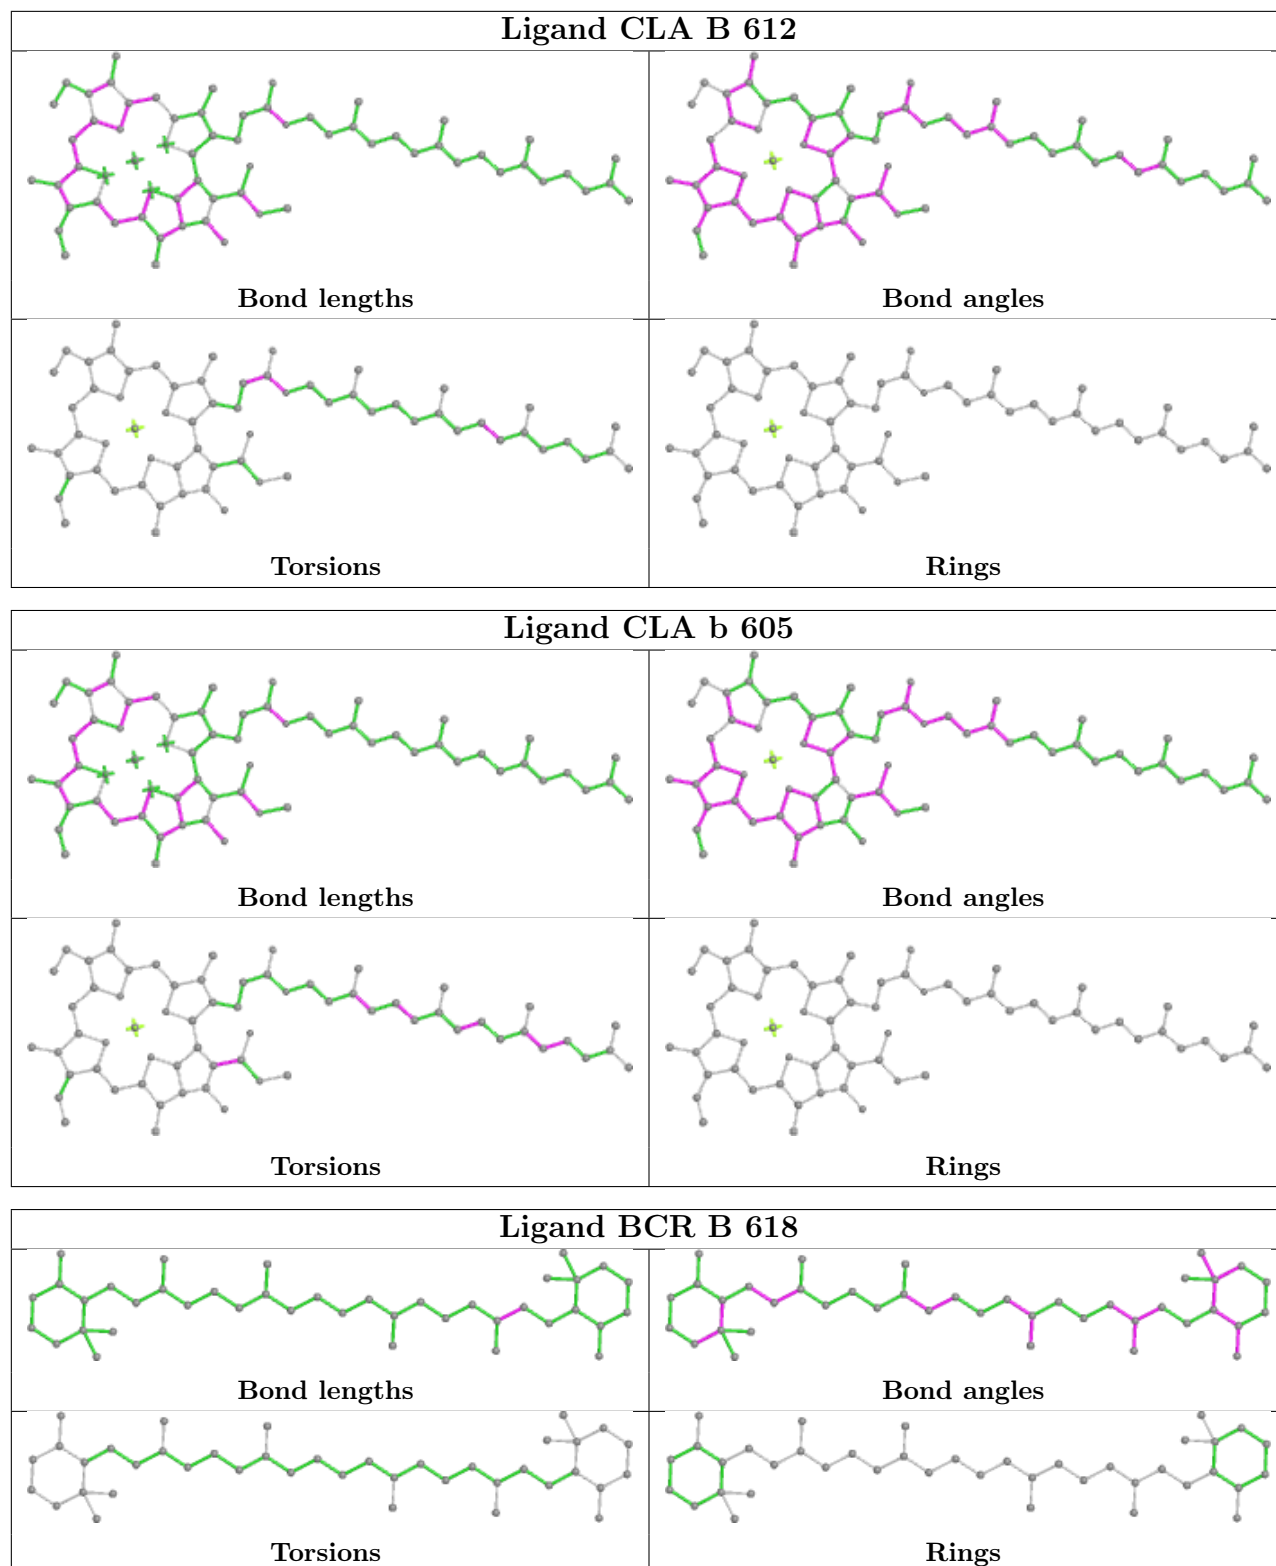 Ligand CLA B 612
Bond lengths
Bond angles
Torsions
Rings
Ligand CLA b 605
Bond lengths
Bond angles
Torsions
Rings
Ligand BCR B 618
Bond lengths
Bond angles
Torsions
Rings